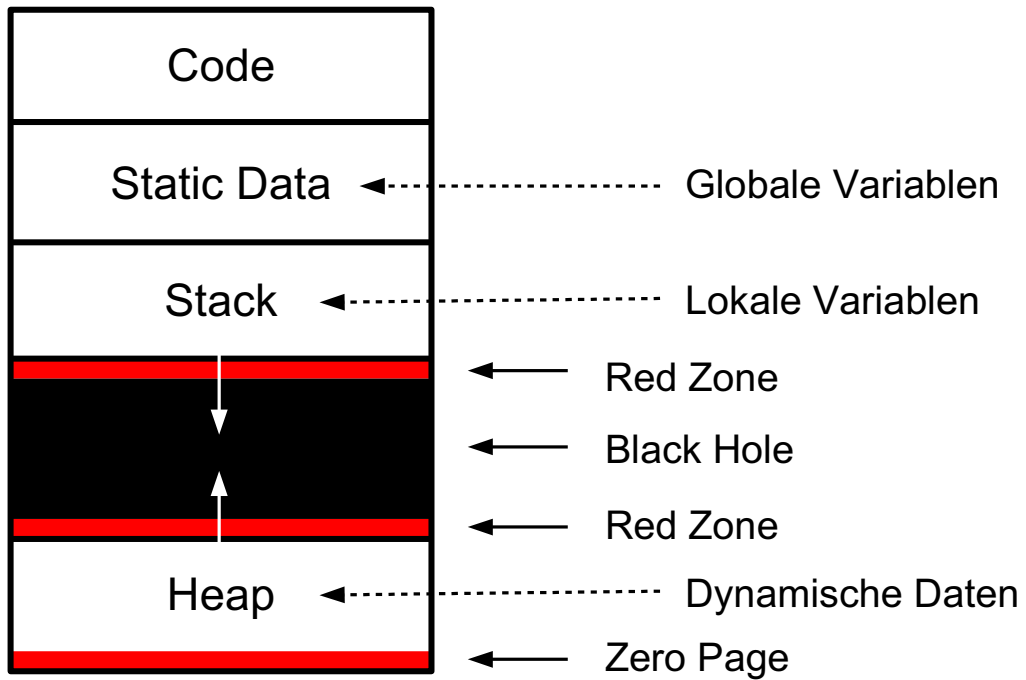 Code
Static Data
Globale Variablen
Stack
Lokale Variablen
Red Zone
Black Hole
Red Zone
Heap
Dynamische Daten
Zero Page